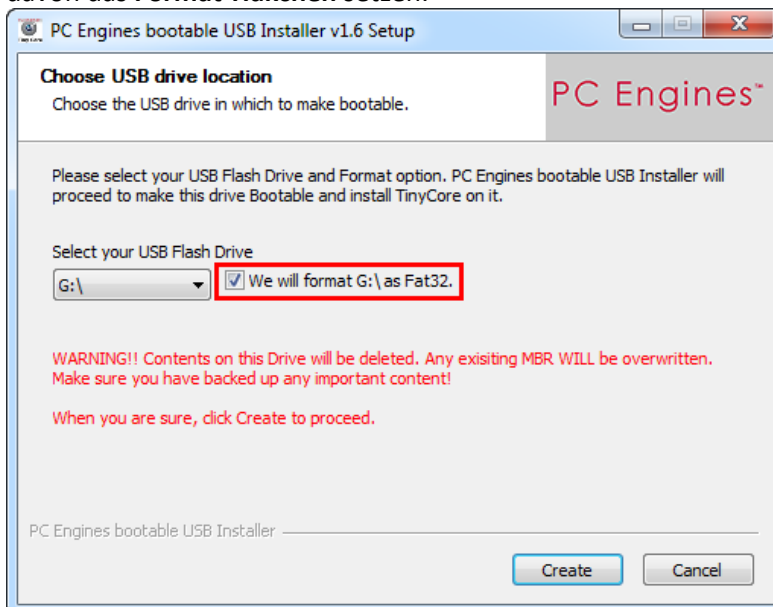 PC Engines bootable USB Installer v1.6 Setup
Choose USB drive location
Choose the USB drive in which to make bootable.
PC Engines™
Please select your USB Flash Drive and Format option. PC Engines bootable USB Installer will
proceed to make this drive Bootable and install TinyCore on it.
Select your USB Flash Drive
G:\
We will format G:\ as Fat32.
WARNING!! Contents on this Drive will be deleted. Any exisiting MBR WILL be overwritten.
Make sure you have backed up any important content!
When you are sure, click Create to proceed.
PC Engines bootable USB Installer
Create
Cancel